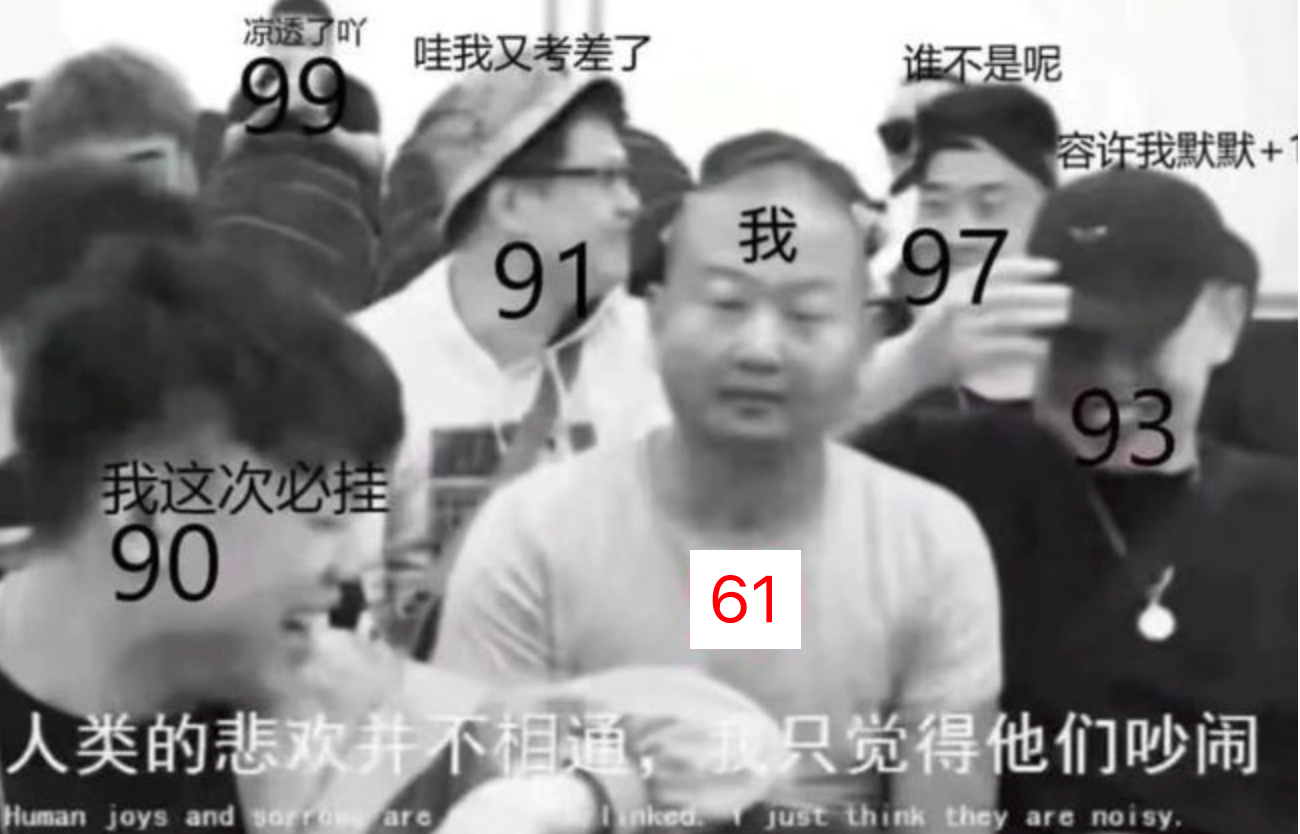 凉透了吖
99
哇我又考差了
91
谁不是呢
97
容许我默默+1
93
我
我这次必挂
90
61
人类的悲欢并不相通，我只觉得他们吵闹
Human joys and sorrows are linked. I just think they are noisy.